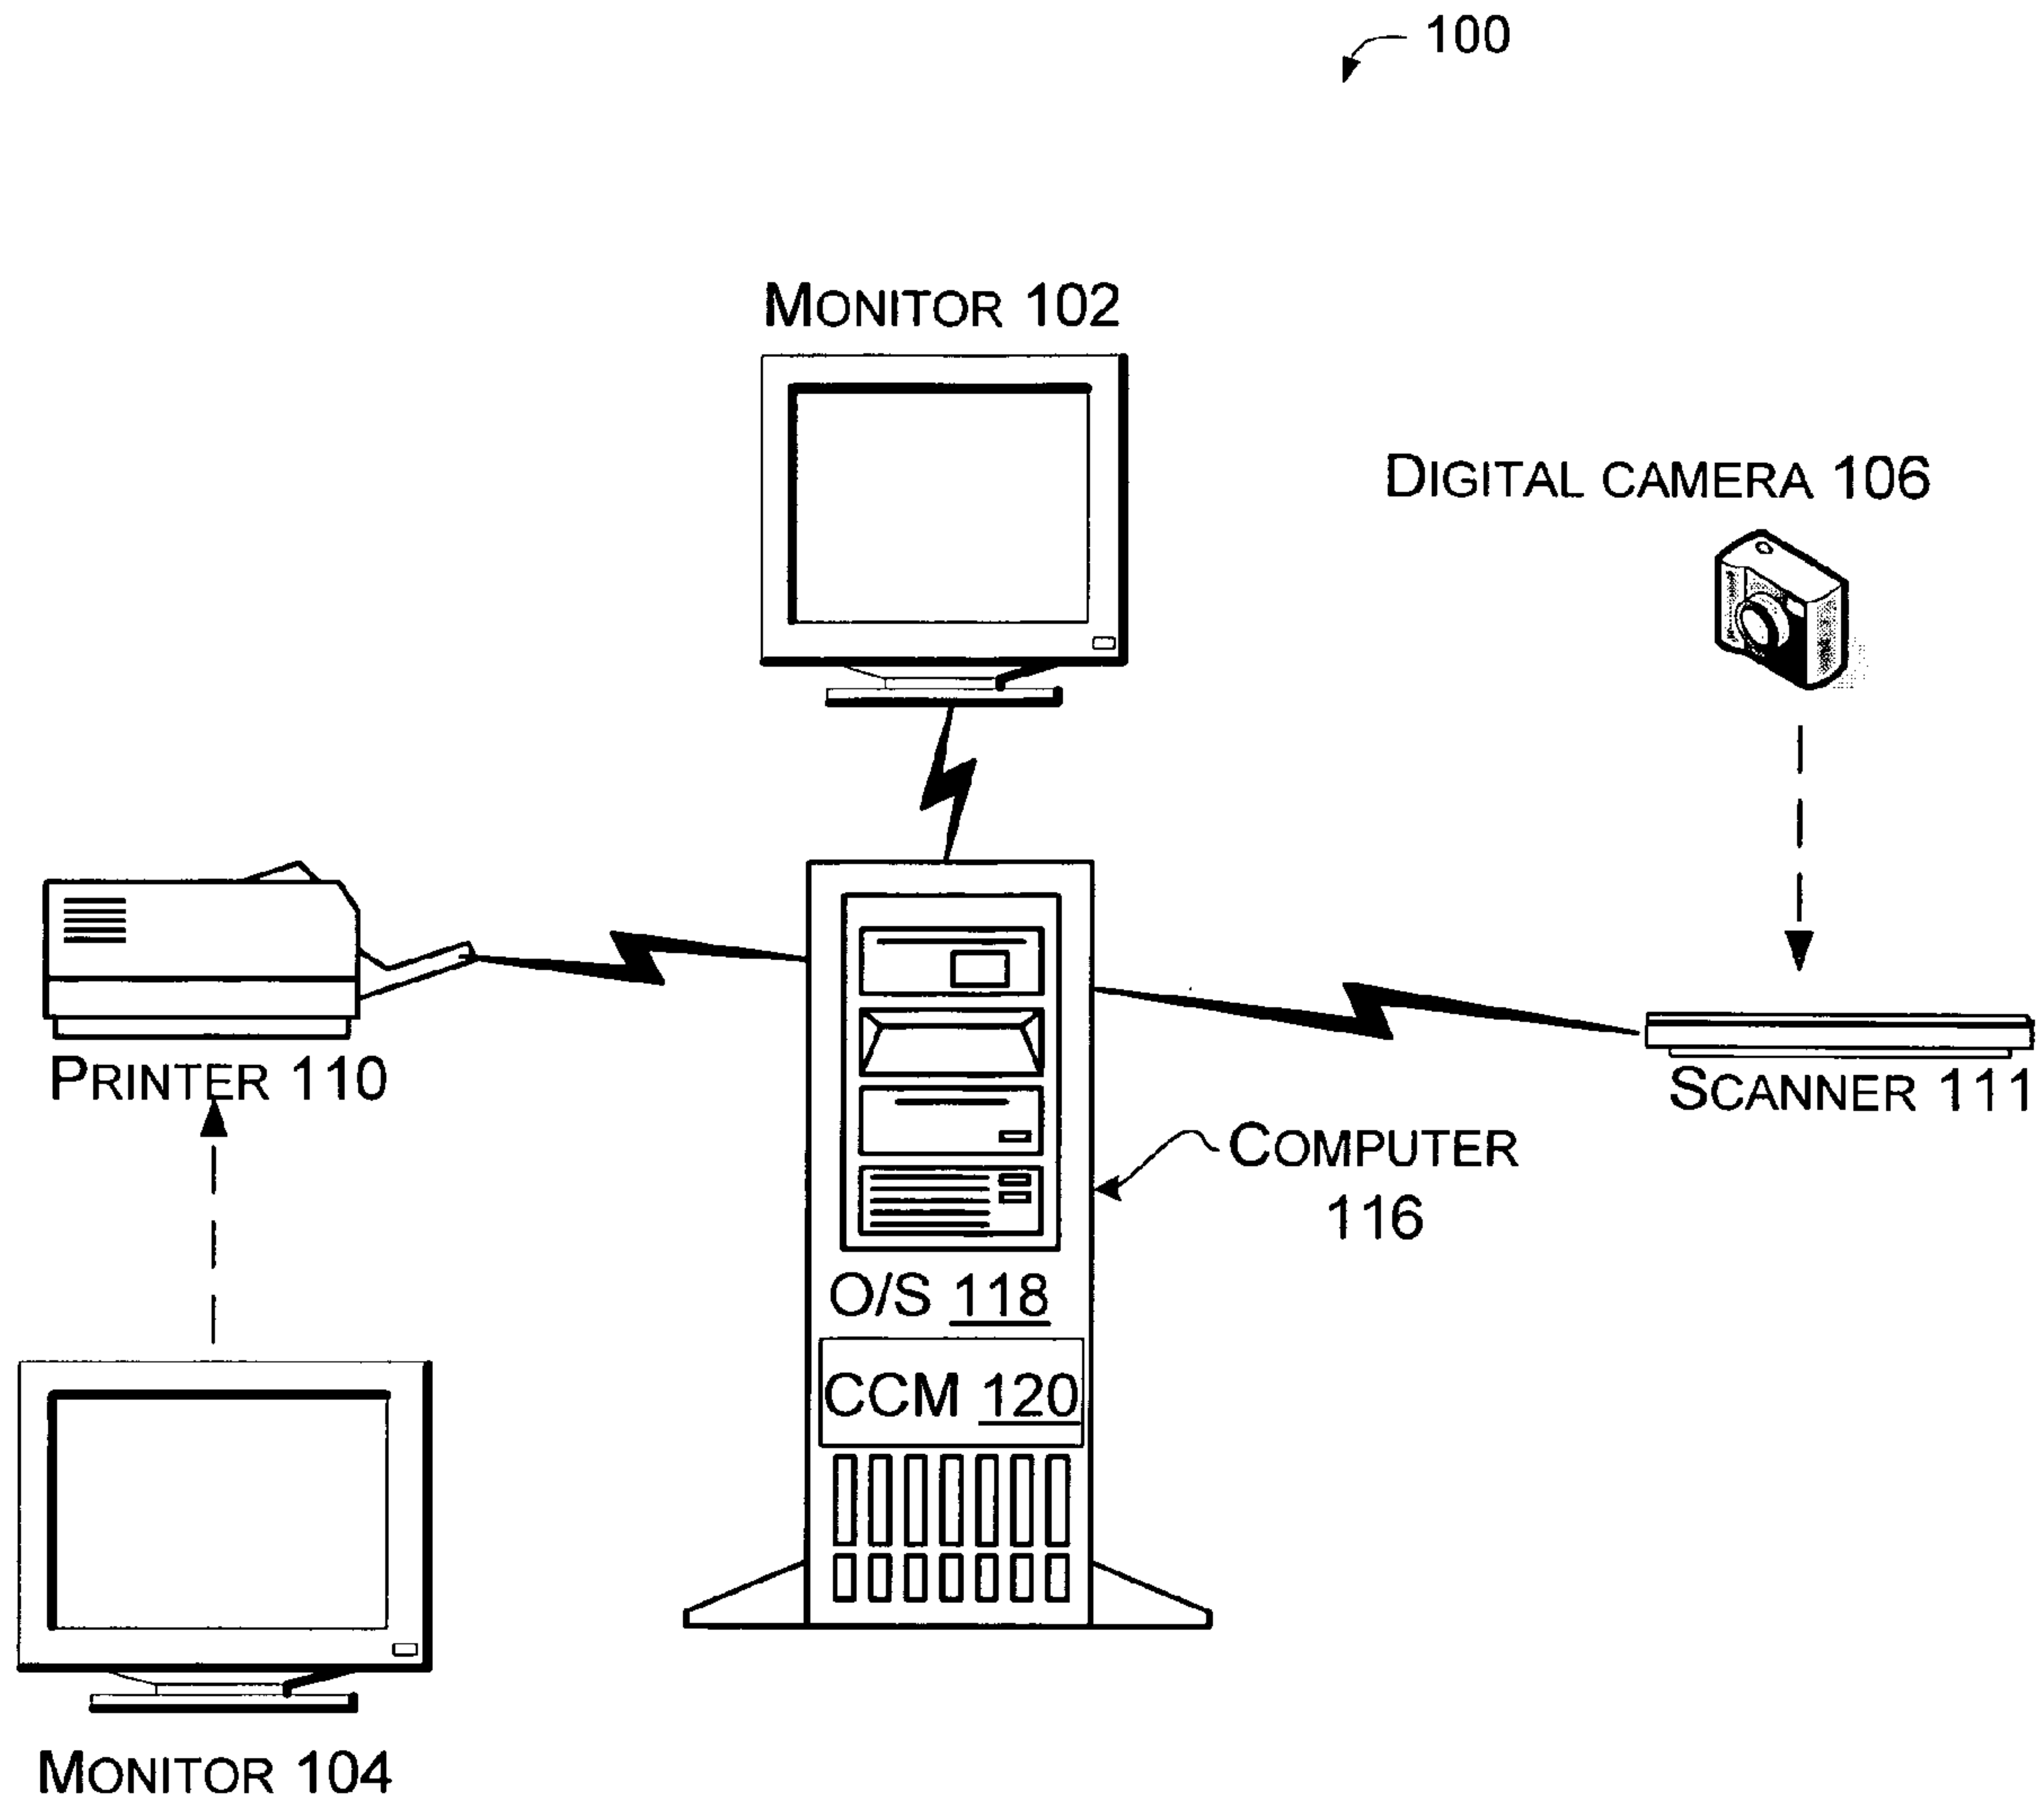 100
MONITOR 102
DIGITAL CAMERA 106
PRINTER 110
SCANNER 111
COMPUTER
116
O/S 118
CCM 120
MONITOR 104